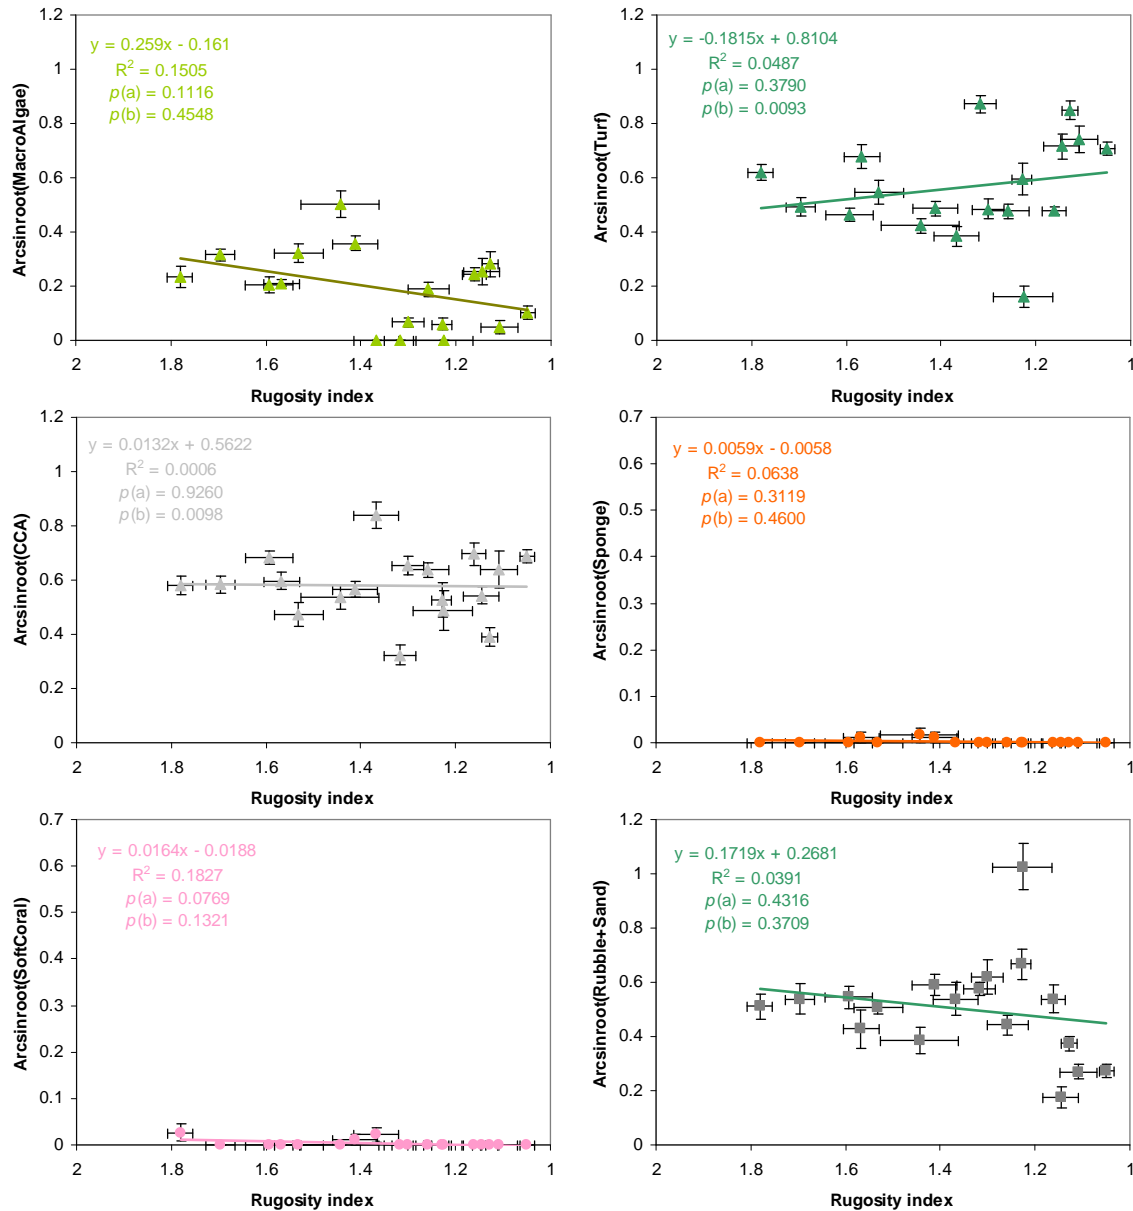 1.2
1
0.8
0.6
0.4
0.2
0
Arcsinroot(MacroAlgae)
y = 0.259x - 0.161
R² = 0.1505
p(a) = 0.1116
p(b) = 0.4548
2 1.8 1.6 1.4 1.2 1
Rugosity index
1.2
1
0.8
0.6
0.4
0.2
0
Arcsinroot(Turf)
y = -0.1815x + 0.8104
R² = 0.0487
p(a) = 0.3790
p(b) = 0.0093
2 1.8 1.6 1.4 1.2 1
Rugosity index
1.2
1
0.8
0.6
0.4
0.2
0
Arcsinroot(CCA)
y = 0.0132x + 0.5622
R² = 0.0006
p(a) = 0.9260
p(b) = 0.0098
2 1.8 1.6 1.4 1.2 1
Rugosity index
0.7
0.6
0.5
0.4
0.3
0.2
0.1
0
Arcsinroot(Sponge)
y = 0.0059x - 0.0058
R² = 0.0638
p(a) = 0.3119
p(b) = 0.4600
2 1.8 1.6 1.4 1.2 1
Rugosity index
0.7
0.6
0.5
0.4
0.3
0.2
0.1
0
Arcsinroot(SoftCoral)
y = 0.0164x - 0.0188
R² = 0.1827
p(a) = 0.0769
p(b) = 0.1321
2 1.8 1.6 1.4 1.2 1
Rugosity index
1.2
1
0.8
0.6
0.4
0.2
0
Arcsinroot(Rubble+Sand)
y = 0.1719x + 0.2681
R² = 0.0391
p(a) = 0.4316
p(b) = 0.3709
2 1.8 1.6 1.4 1.2 1
Rugosity index